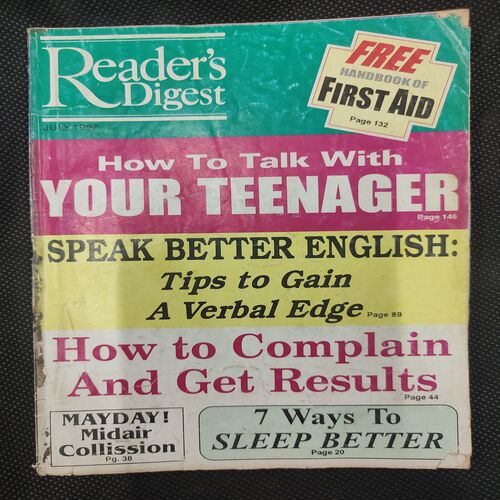 Reader's
Digest
JULY 1997
FREE
HANDBOOK OF
FIRST AID
Page 132
How To Talk With
YOUR TEENAGER
Page 146
SPEAK BETTER ENGLISH:
Tips to Gain
A Verbal Edge Page 89
How to Complain
And Get Results
Page 44
MAYDAY!
Midair
Collission
Pg. 38
7 Ways To
SLEEP BETTER
Page 20